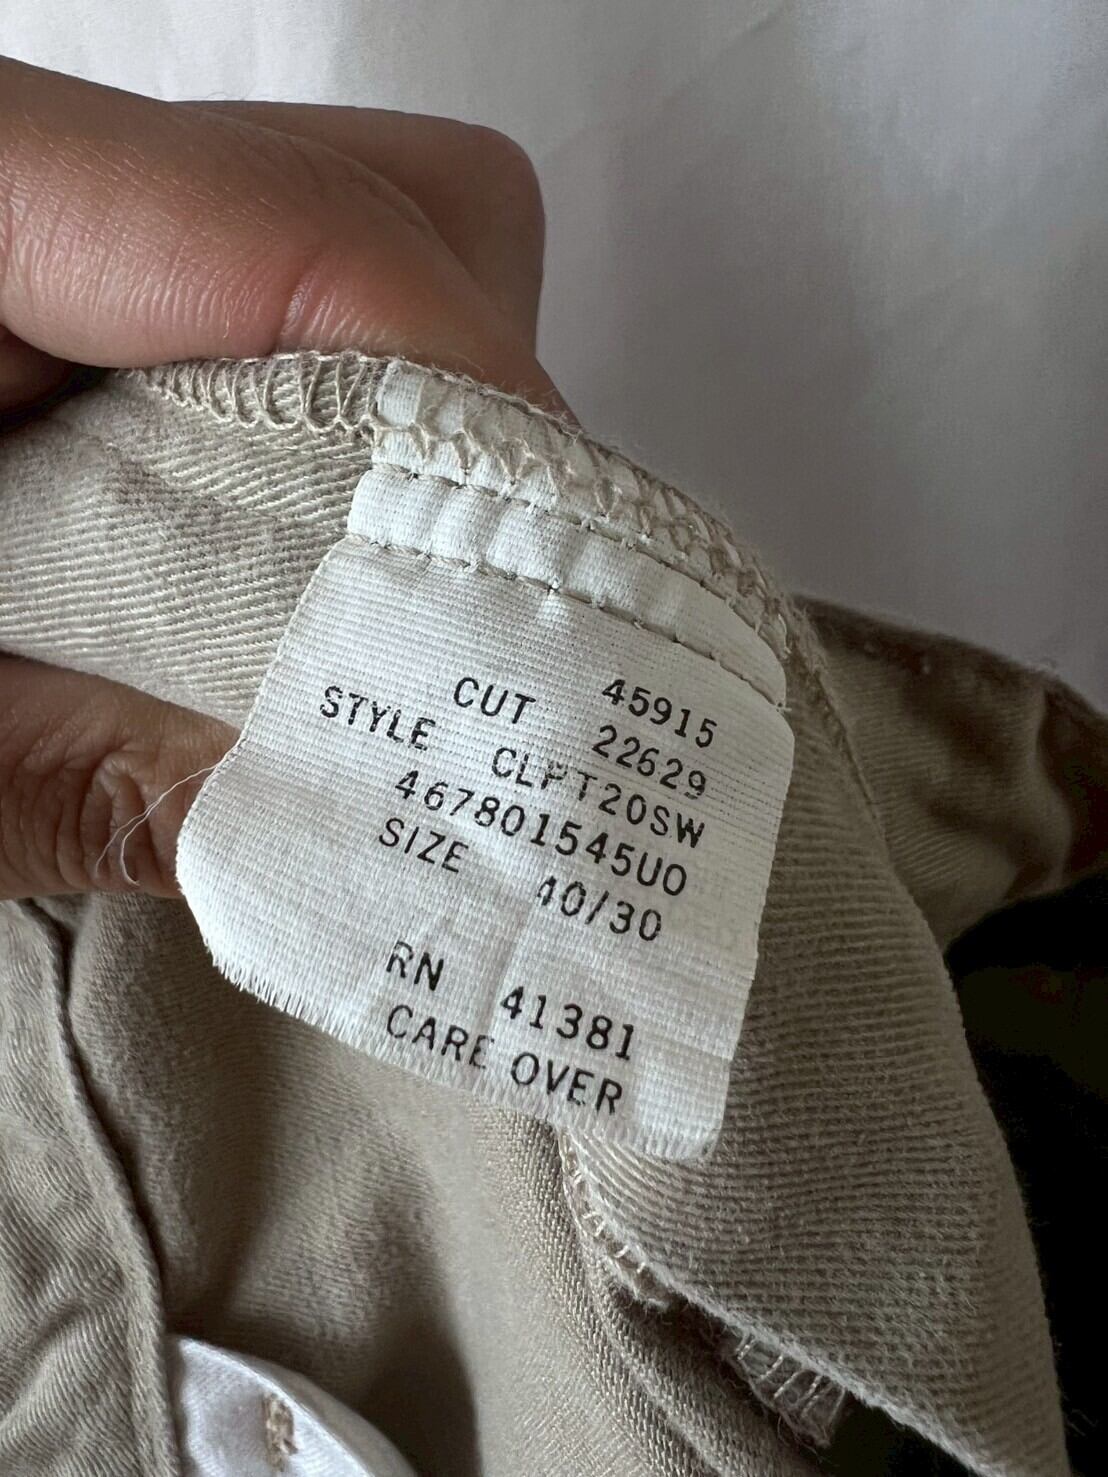 45915
CUT 22629
STYLE CLPT20SW
467801545U0
SIZE 40/30
RN 41381
CARE OVER